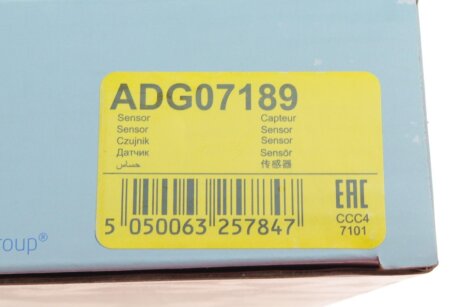 ADG07189
Sensor Capteur
Sensor Sensor
Czujnik Sensor
Датчик Sensör
حساس 传感器
EAC
5 050063 257847
CCC4
7101
roup®